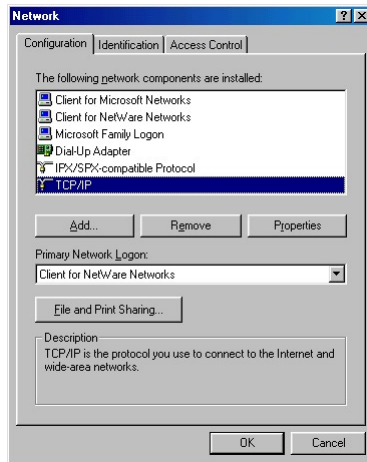 Network
Configuration Identification Access Control
The following network components are installed:
Client for Microsoft Networks
Client for NetWare Networks
Microsoft Family Logon
Dial-Up Adapter
IPX/SPX-compatible Protocol
TCP/IP
Add... Remove Properties
Primary Network Logon:
Client for NetWare Networks
File and Print Sharing...
Description
TCP/IP is the protocol you use to connect to the Internet and
wide-area networks.
OK Cancel